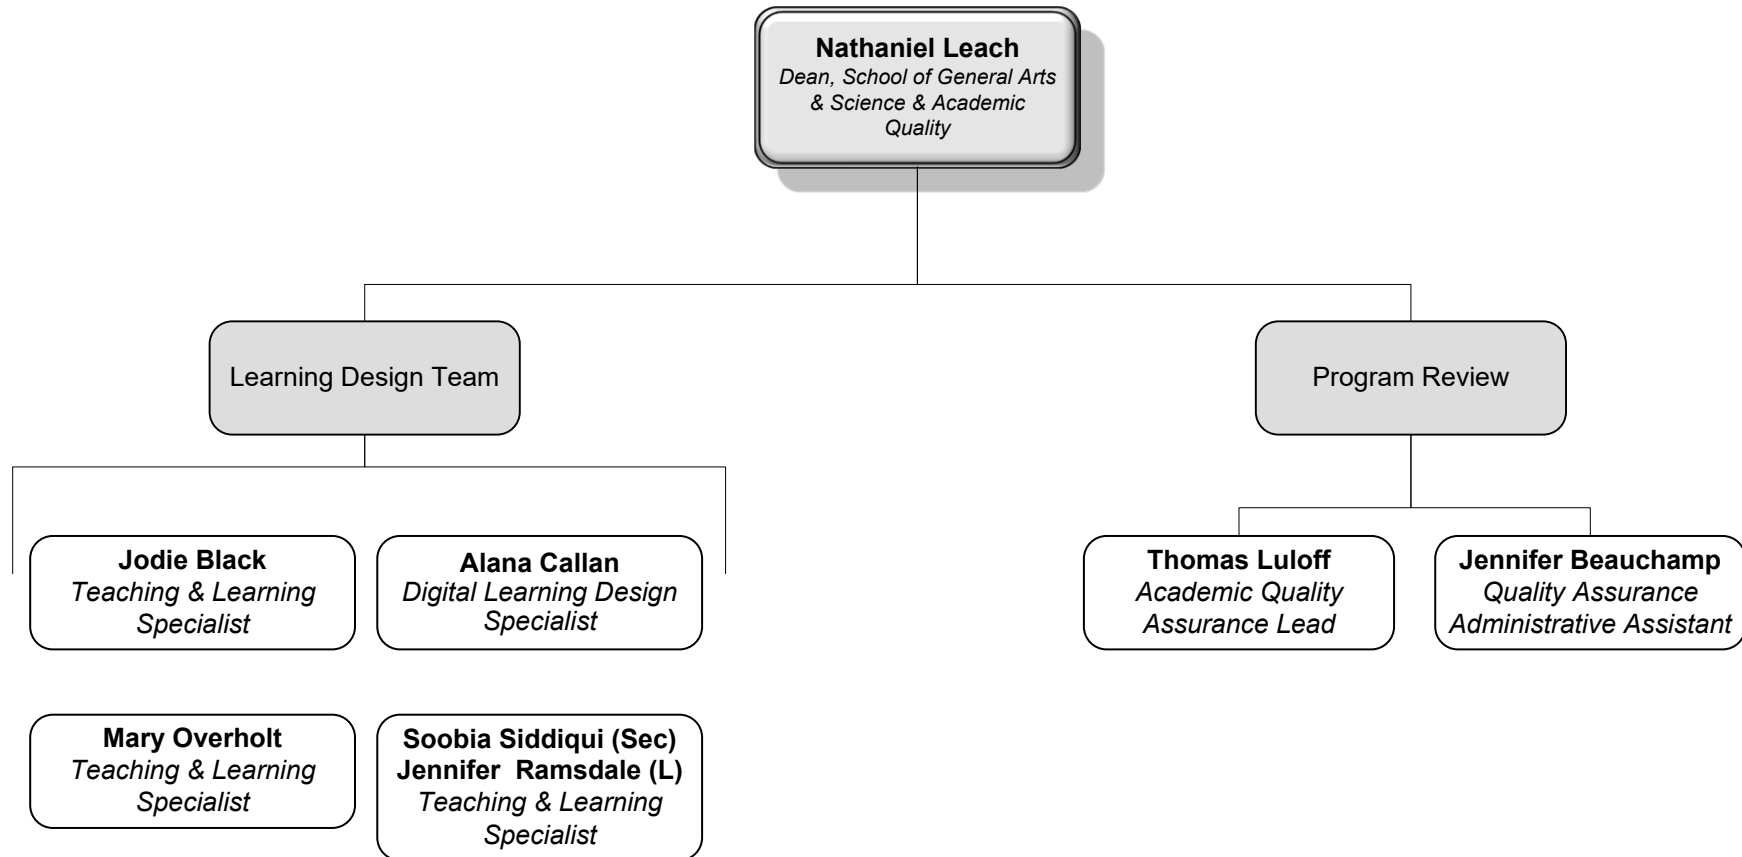 Nathaniel Leach
Dean, School of General Arts
& Science & Academic
Quality
Learning Design Team
Program Review
Jodie Black
Teaching & Learning
Specialist
Alana Callan
Digital Learning Design
Specialist
Thomas Luloff
Academic Quality
Assurance Lead
Jennifer Beauchamp
Quality Assurance
Administrative Assistant
Mary Overholt
Teaching & Learning
Specialist
Soobia Siddiqui (Sec)
Jennifer  Ramsdale (L)
Teaching & Learning
Specialist